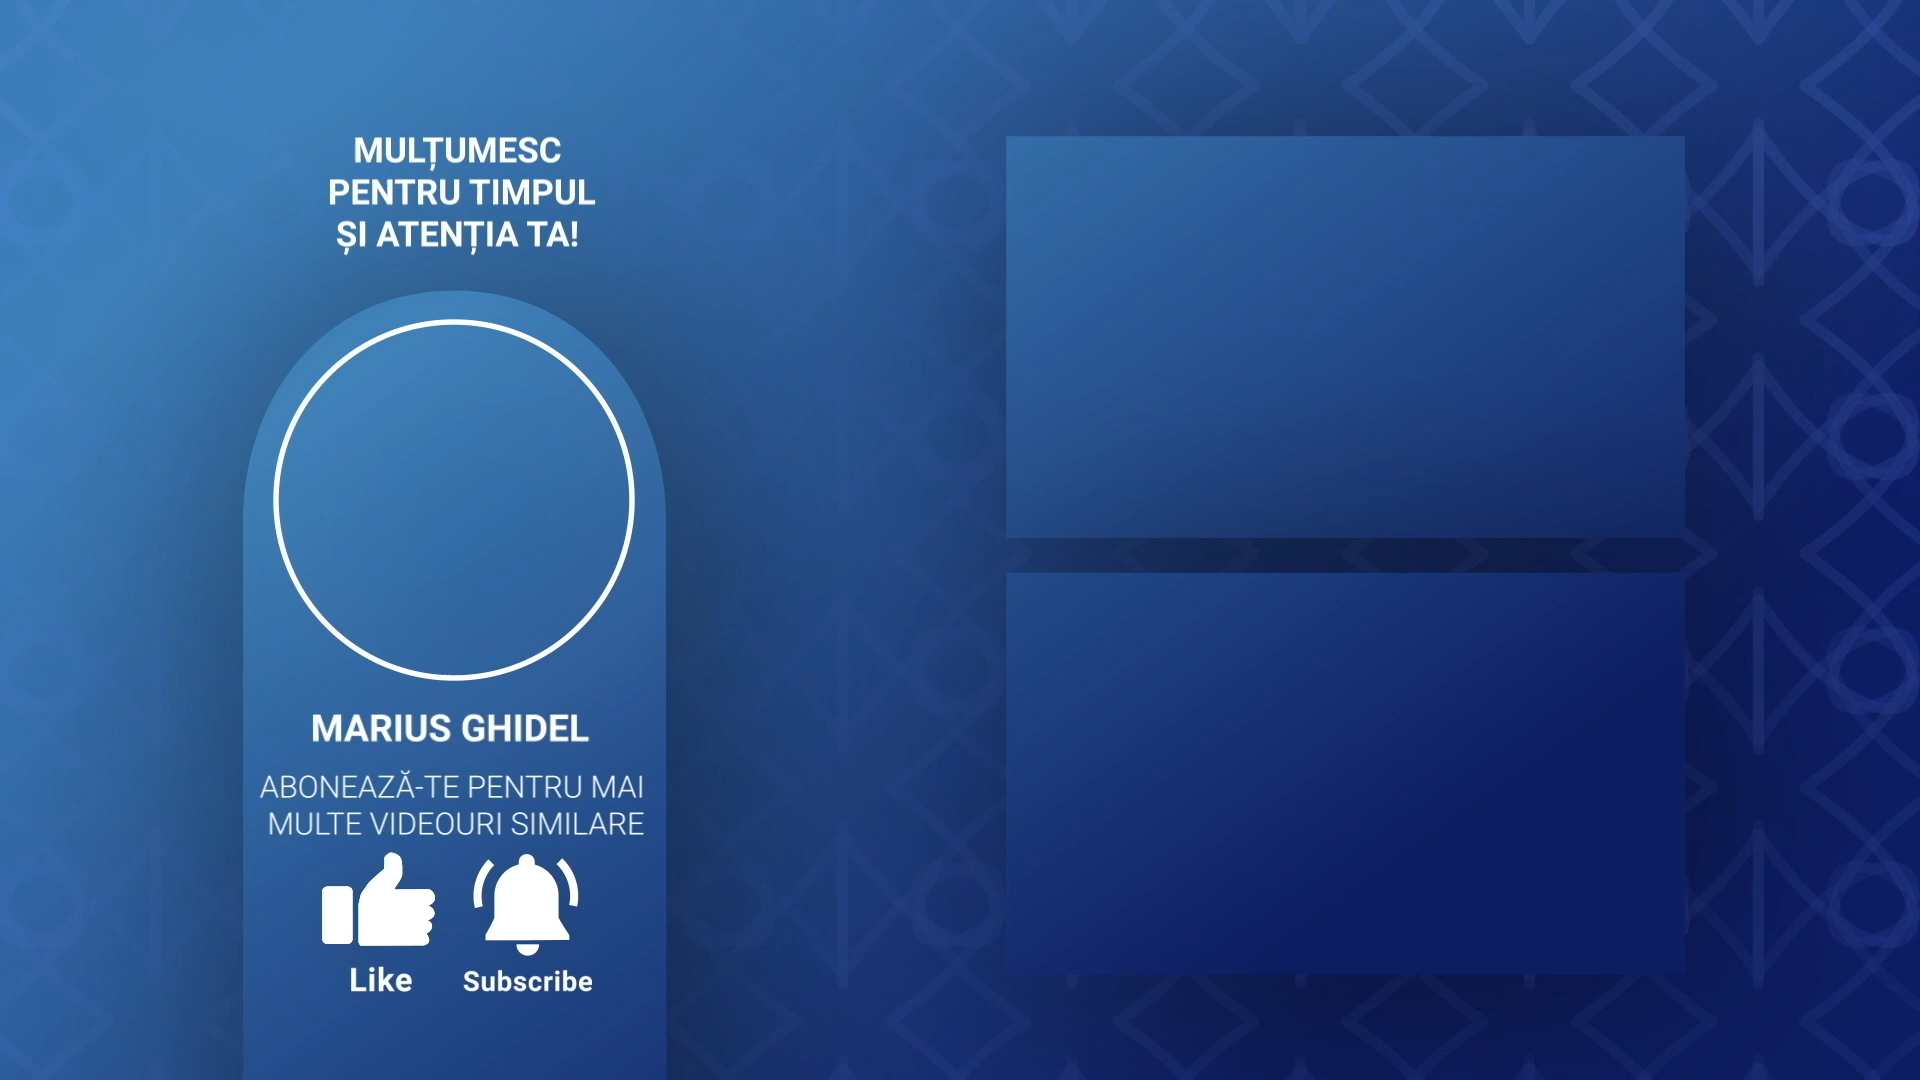 MULȚUMESC
PENTRU TIMPUL
ȘI ATENȚIA TA!
MARIUS GHIDEL
ABONEAZĂ-TE PENTRU MAI
MULTE VIDEOURI SIMILARE
Like
Subscribe